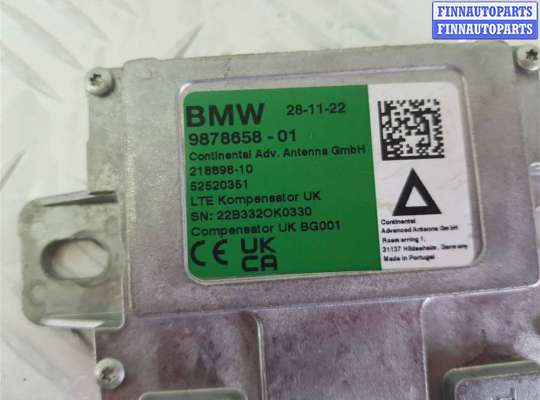 FINNAUTOPARTS
FINNAUTOPARTS
BMW 28-11-22
9878658-01
Continental Adv. Antenna GmbH
218898-10
52520351
LTE Kompensator UK
SN: 22B332OK0330
Compensator UK BG001
CE UK
CA
Continental
Advanced Antenna GmbH
31137 Hildesheim, Germany
Made in Portugal